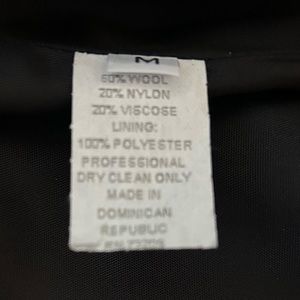 M
60% WOOL
20% NYLON
20% VISCOSE
LINING:
100% POLYESTER
PROFESSIONAL
DRY CLEAN ONLY
MADE IN
DOMINICAN
REPUBLIC